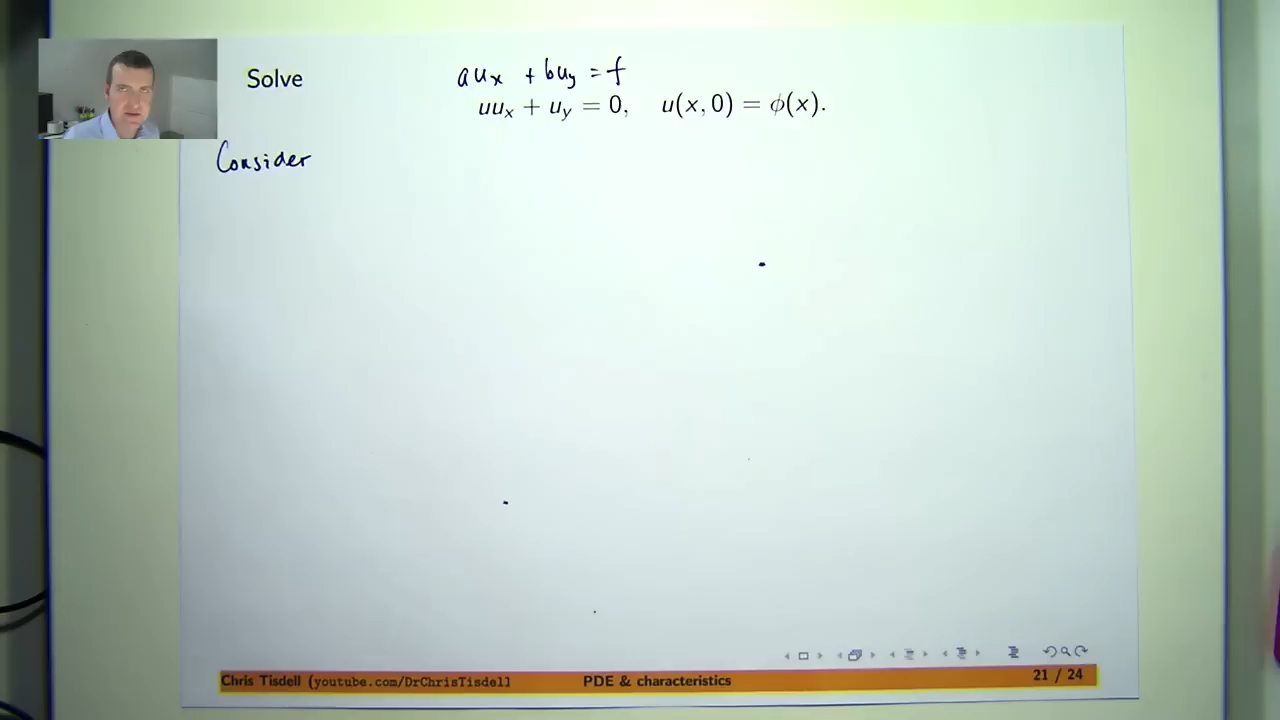 au_x + bu_y = f
Solve
uu_x + u_y = 0, u(x, 0) = ϕ(x).
Consider
Chris Tisdell (youtube.com/DrChrisTisdell PDE & characteristics 21 / 24